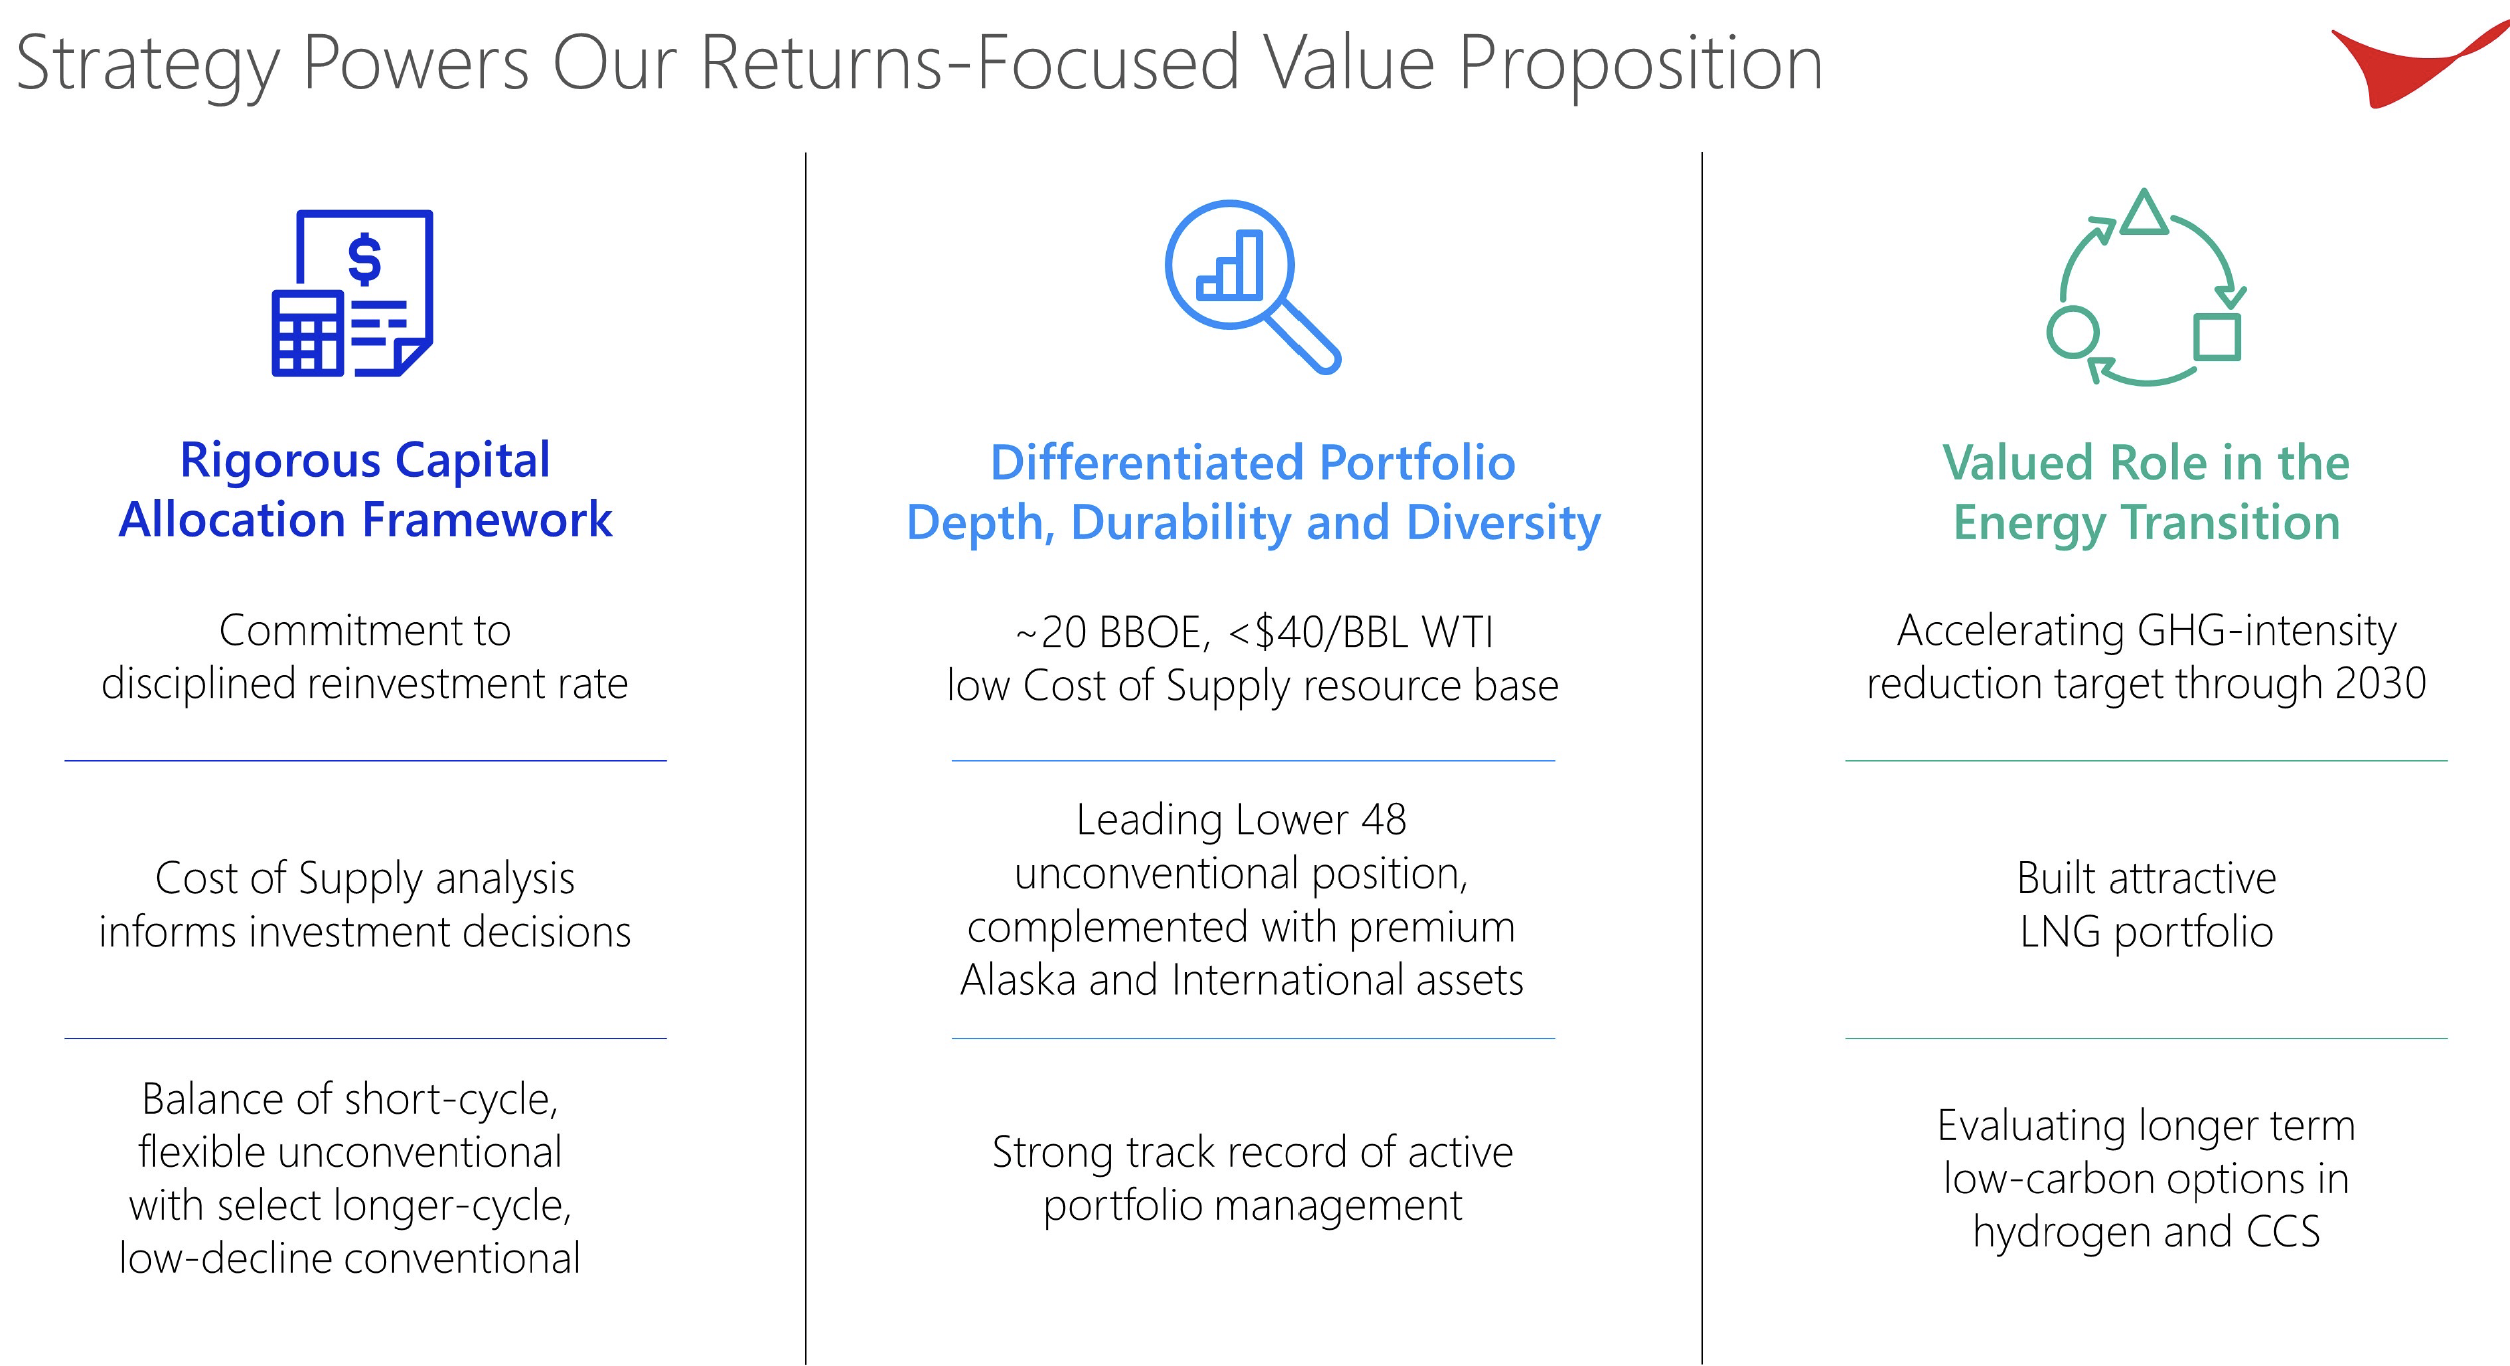 Strategy Powers Our Returns-Focused Value Proposition
$
Rigorous Capital
Allocation Framework
Commitment to
disciplined reinvestment rate
Cost of Supply analysis
informs investment decisions
Balance of short-cycle,
flexible unconventional
with select longer-cycle,
low-decline conventional
Differentiated Portfolio
Depth, Durability and Diversity
~20 BBOE, <$40/BBL WTI
low Cost of Supply resource base
Leading Lower 48
unconventional position,
complemented with premium
Alaska and International assets
Strong track record of active
portfolio management
Valued Role in the
Energy Transition
Accelerating GHG-intensity
reduction target through 2030
Built attractive
LNG portfolio
Evaluating longer term
low-carbon options in
hydrogen and CCS